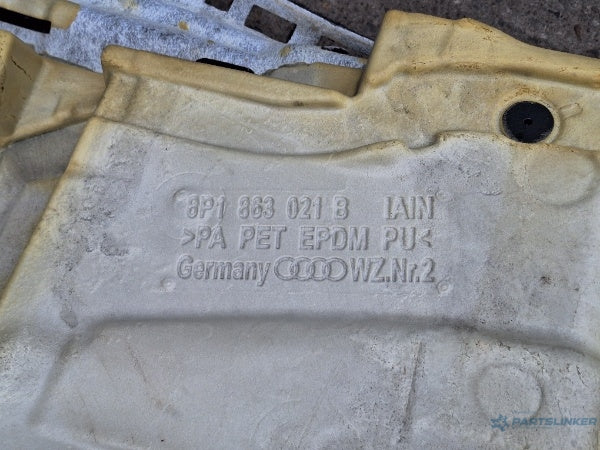 8P1 863 021 B IAIN
>PA PET EPDM PU<
Germany WZ.Nr.2
PARTSLINKER